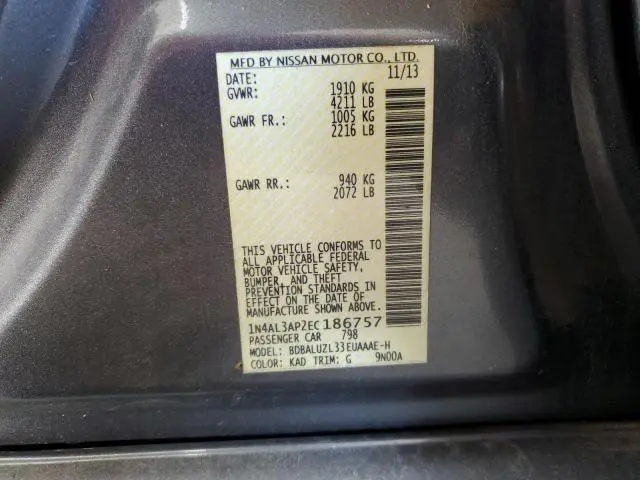 MFD BY NISSAN MOTOR CO., LTD.
DATE: 11/13
GVWR: 1910 KG
4211 LB
GAWR FR.: 1005 KG
2216 LB
GAWR RR.: 940 KG
2072 LB
THIS VEHICLE CONFORMS TO
ALL APPLICABLE FEDERAL
MOTOR VEHICLE SAFETY,
BUMPER, AND THEFT
PREVENTION STANDARDS IN
EFFECT ON THE DATE OF
MANUFACTURE SHOWN ABOVE.
1N4AL3AP2EC186757
PASSENGER CAR 798
MODEL: BDBALUZL33EUAAAE-H
COLOR: KAD TRIM: G 9N00A